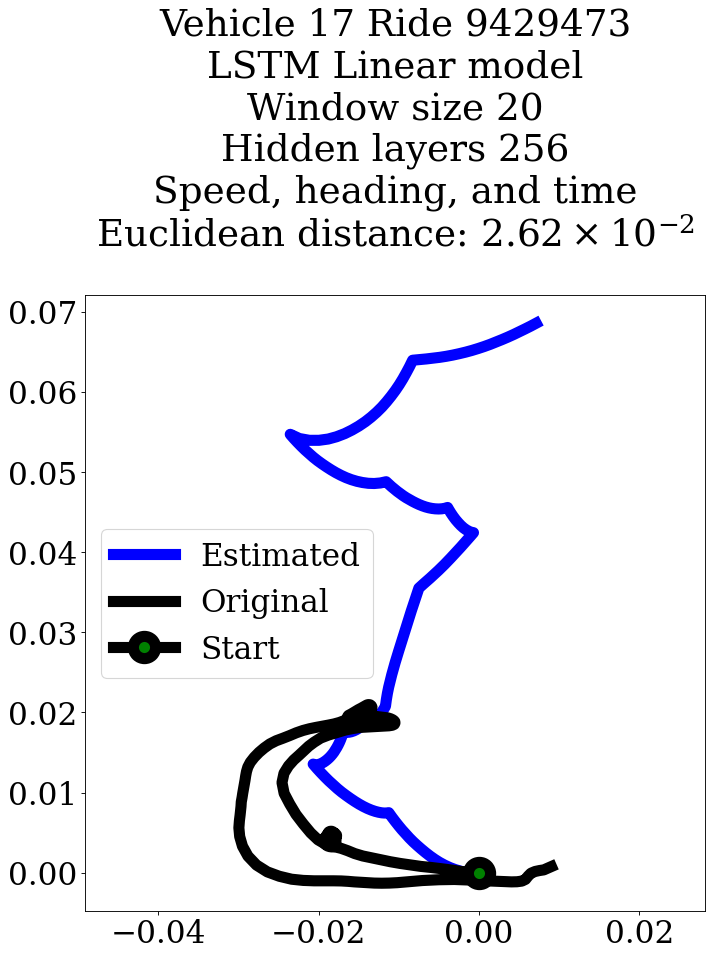 Vehicle 17 Ride 9429473
LSTM Linear model
Window size 20
Hidden layers 256
Speed, heading, and time
Euclidean distance: 2.62 × 10⁻²
0.07
0.06
0.05
0.04
0.03
0.02
0.01
0.00
Estimated
Original
Start
−0.04 −0.02 0.00 0.02